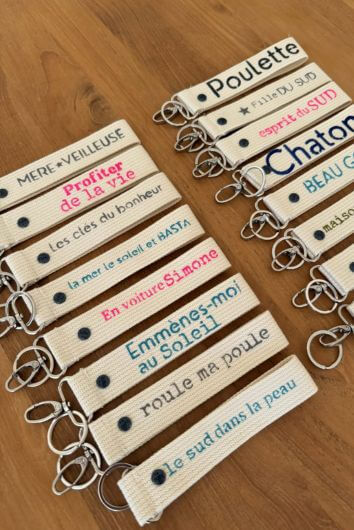 MERE★VEILLEUSE
Profiter
de la vie
Les clés du bonheur
la mer le soleil et BASTA
En voiture Simone
Emmènes-moi
au Soleil
roule ma poule
le sud dans la peau
Poulette
★ Fille DU SUD
esprit du SUD
Chaton
BEAU G
maiso